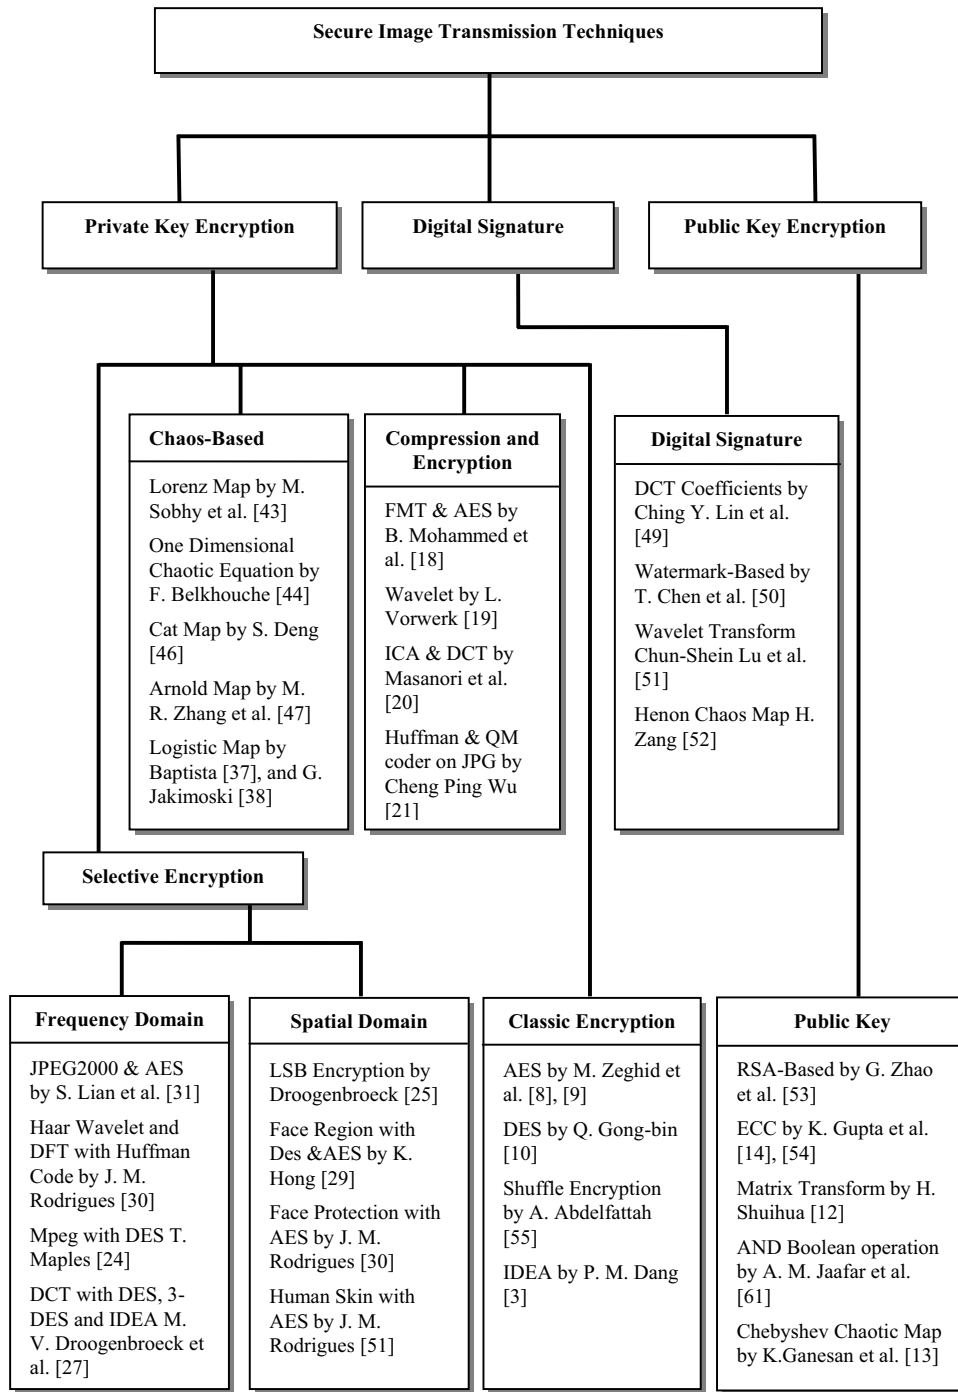 Secure Image Transmission Techniques
Private Key Encryption
Digital Signature
Public Key Encryption
Chaos-Based
Lorenz Map by M.
Sobhy et al. [43]
One Dimensional
Chaotic Equation by
F. Belkhouche [44]
Cat Map by S. Deng
[46]
Arnold Map by M.
R. Zhang et al. [47]
Logistic Map by
Baptista [37], and G.
Jakimoski [38]
Compression and
Encryption
FMT & AES by
B. Mohammed et
al. [18]
Wavelet by L.
Vorwerk [19]
ICA & DCT by
Masanori et al.
[20]
Huffman & QM
coder on JPG by
Cheng Ping Wu
[21]
Digital Signature
DCT Coefficients by
Ching Y. Lin et al.
[49]
Watermark-Based by
T. Chen et al. [50]
Wavelet Transform
Chun-Shein Lu et al.
[51]
Henon Chaos Map H.
Zang [52]
Selective Encryption
Frequency Domain
JPEG2000 & AES
by S. Lian et al. [31]
Haar Wavelet and
DFT with Huffman
Code by J. M.
Rodrigues [30]
Mpeg with DES T.
Maples [24]
DCT with DES, 3-
DES and IDEA M.
V. Droogenbroeck et
al. [27]
Spatial Domain
LSB Encryption by
Droogenbroeck [25]
Face Region with
Des &AES by K.
Hong [29]
Face Protection with
AES by J. M.
Rodrigues [30]
Human Skin with
AES by J. M.
Rodrigues [51]
Classic Encryption
AES by M. Zeghid et
al. [8], [9]
DES by Q. Gong-bin
[10]
Shuffle Encryption
by A. Abdelfattah
[55]
IDEA by P. M. Dang
[3]
Public Key
RSA-Based by G. Zhao
et al. [53]
ECC by K. Gupta et al.
[14], [54]
Matrix Transform by H.
Shuihua [12]
AND Boolean operation
by A. M. Jaafar et al.
[61]
Chebyshev Chaotic Map
by K.Ganesan et al. [13]